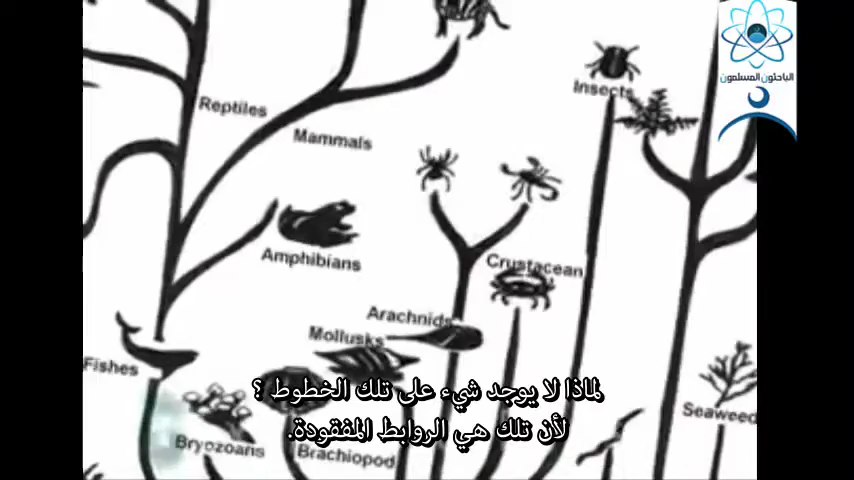 الباحثون المسلمون
Insects
Reptiles
Mammals
Amphibians
Crustacean
Arachnids
Mollusks
Fishes
لماذا لا يوجد شيء على تلك الخطوط ؟
لأن تلك هي الروابط المفقودة.
Seaweed
Bryozoans
Brachiopod